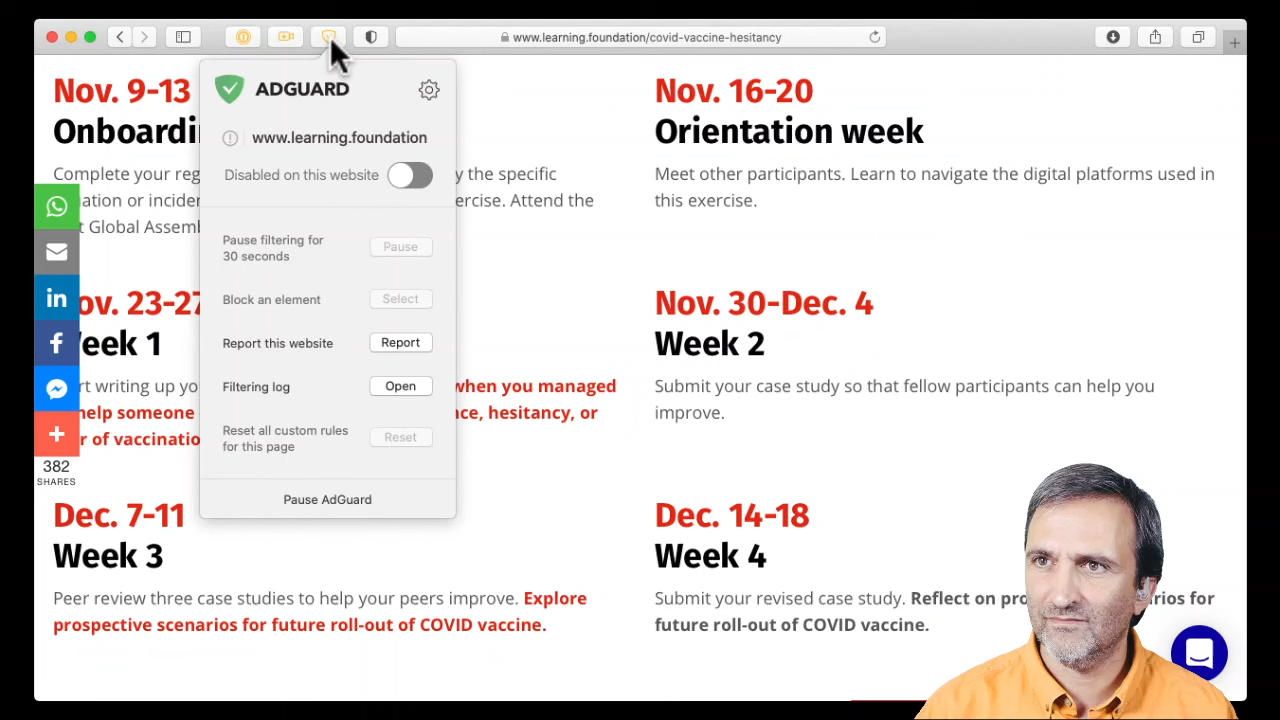 www.learning.foundation/covid-vaccine-hesitancy
ADGUARD
www.learning.foundation
Disabled on this website
Pause filtering for
30 seconds
Pause
Block an element
Select
Report this website
Report
Filtering log
Open
Reset all custom rules
for this page
Reset
Pause AdGuard
Nov. 9-13
Onboardi
Complete your reg
y the specific
ation or incide
ercise. Attend the
t Global Assemb
Nov. 16-20
Orientation week
Meet other participants. Learn to navigate the digital platforms used in
this exercise.
ov. 23-27
eek 1
rt writing up yo
when you managed
help someone
nce, hesitancy, or
r of vaccinatio
Nov. 30-Dec. 4
Week 2
Submit your case study so that fellow participants can help you
improve.
in
382
SHARES
Dec. 7-11
Week 3
Peer review three case studies to help your peers improve. Explore
prospective scenarios for future roll-out of COVID vaccine.
Dec. 14-18
Week 4
Submit your revised case study. Reflect on pro
arios for
future roll-out of COVID vaccine.